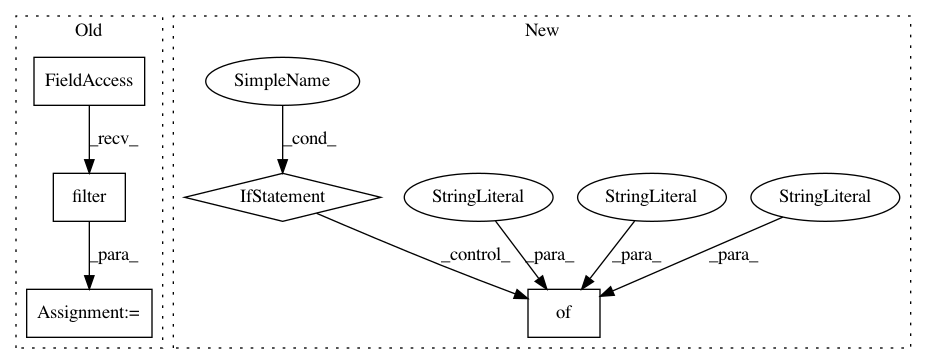 Old
New
FieldAccess
SimpleName
_recv_
_cond_
filter
IfStatement
StringLiteral
StringLiteral
StringLiteral
_para_
_control_
_para_
_para_
_para_
Assignment:=
of